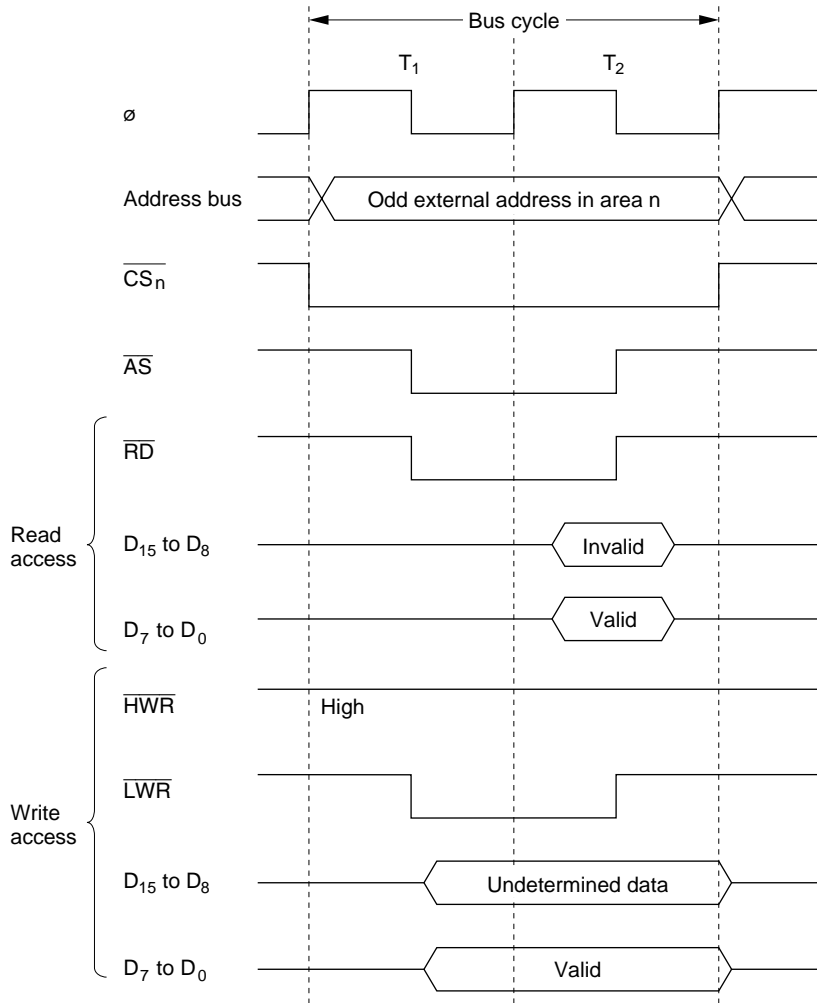 Bus cycle
T1 T2
ø
Address bus Odd external address in area n
CSn
AS
RD
Read access
D15 to D8 Invalid
D7 to D0 Valid
HWR High
LWR
Write access
D15 to D8 Undetermined data
D7 to D0 Valid